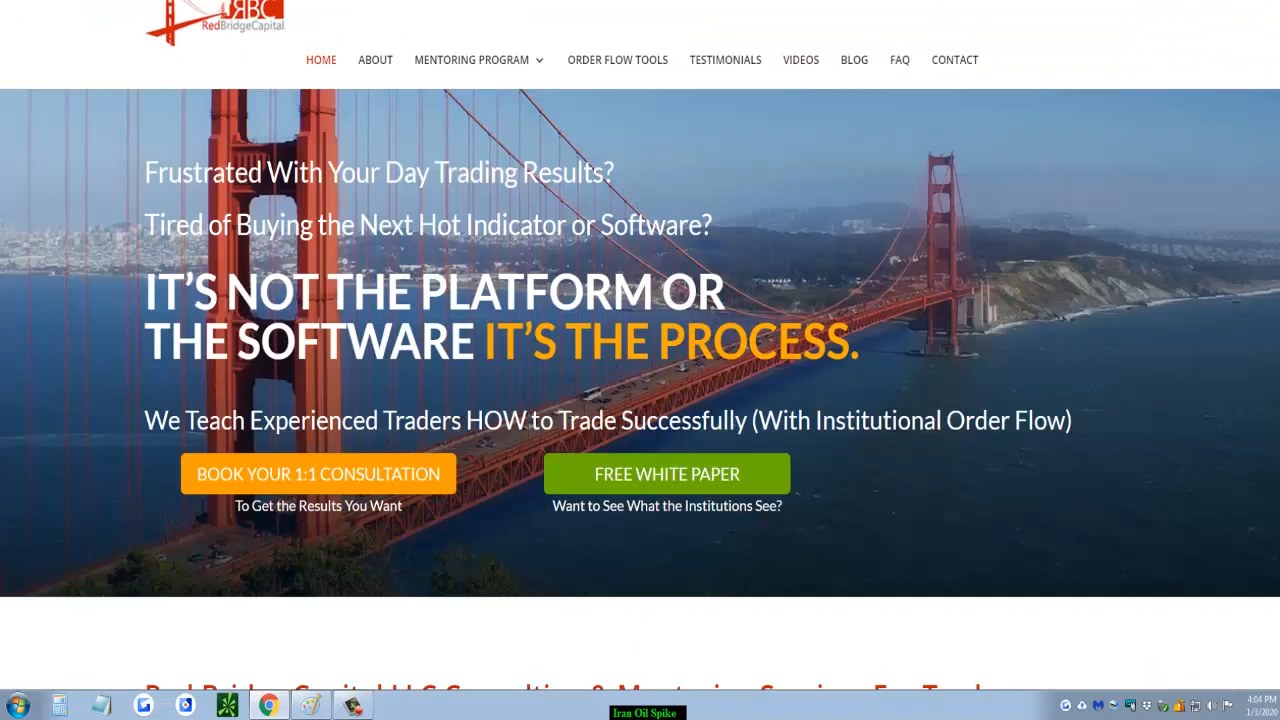 RBC
RedBridgeCapital
HOME ABOUT MENTORING PROGRAM ORDER FLOW TOOLS TESTIMONIALS VIDEOS BLOG FAQ CONTACT
Frustrated With Your Day Trading Results?
Tired of Buying the Next Hot Indicator or Software?
IT'S NOT THE PLATFORM OR
THE SOFTWARE IT'S THE PROCESS.
We Teach Experienced Traders HOW to Trade Successfully (With Institutional Order Flow)
BOOK YOUR 1:1 CONSULTATION FREE WHITE PAPER
To Get the Results You Want Want to See What the Institutions See?
Iran Oil Spike
4:04 PM
1/3/2020